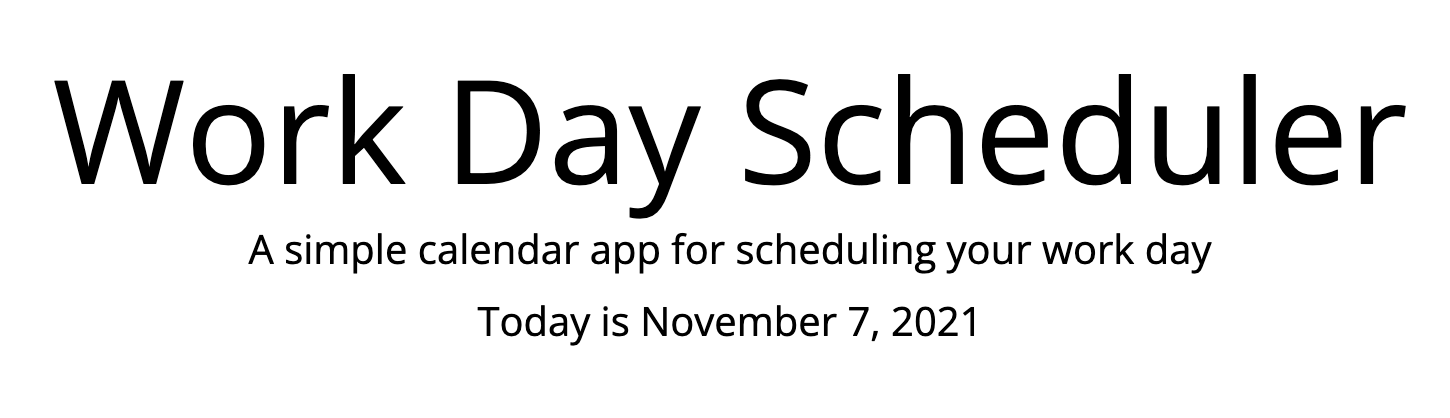 Work Day Scheduler
A simple calendar app for scheduling your work day
Today is November 7, 2021